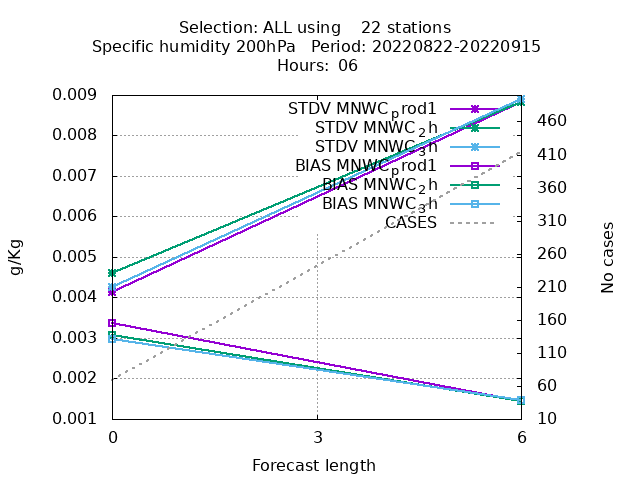 Selection: ALL using 22 stations
Specific humidity 200hPa Period: 20220822-20220915
Hours: 06
STDV MNWC_prod1
STDV MNWC_2h
STDV MNWC_3h
BIAS MNWC_prod1
BIAS MNWC_2h
BIAS MNWC_3h
CASES
g/Kg
0.009
0.008
0.007
0.006
0.005
0.004
0.003
0.002
0.001
460
410
360
310
260
210
160
110
60
10
No cases
0 3 6
Forecast length